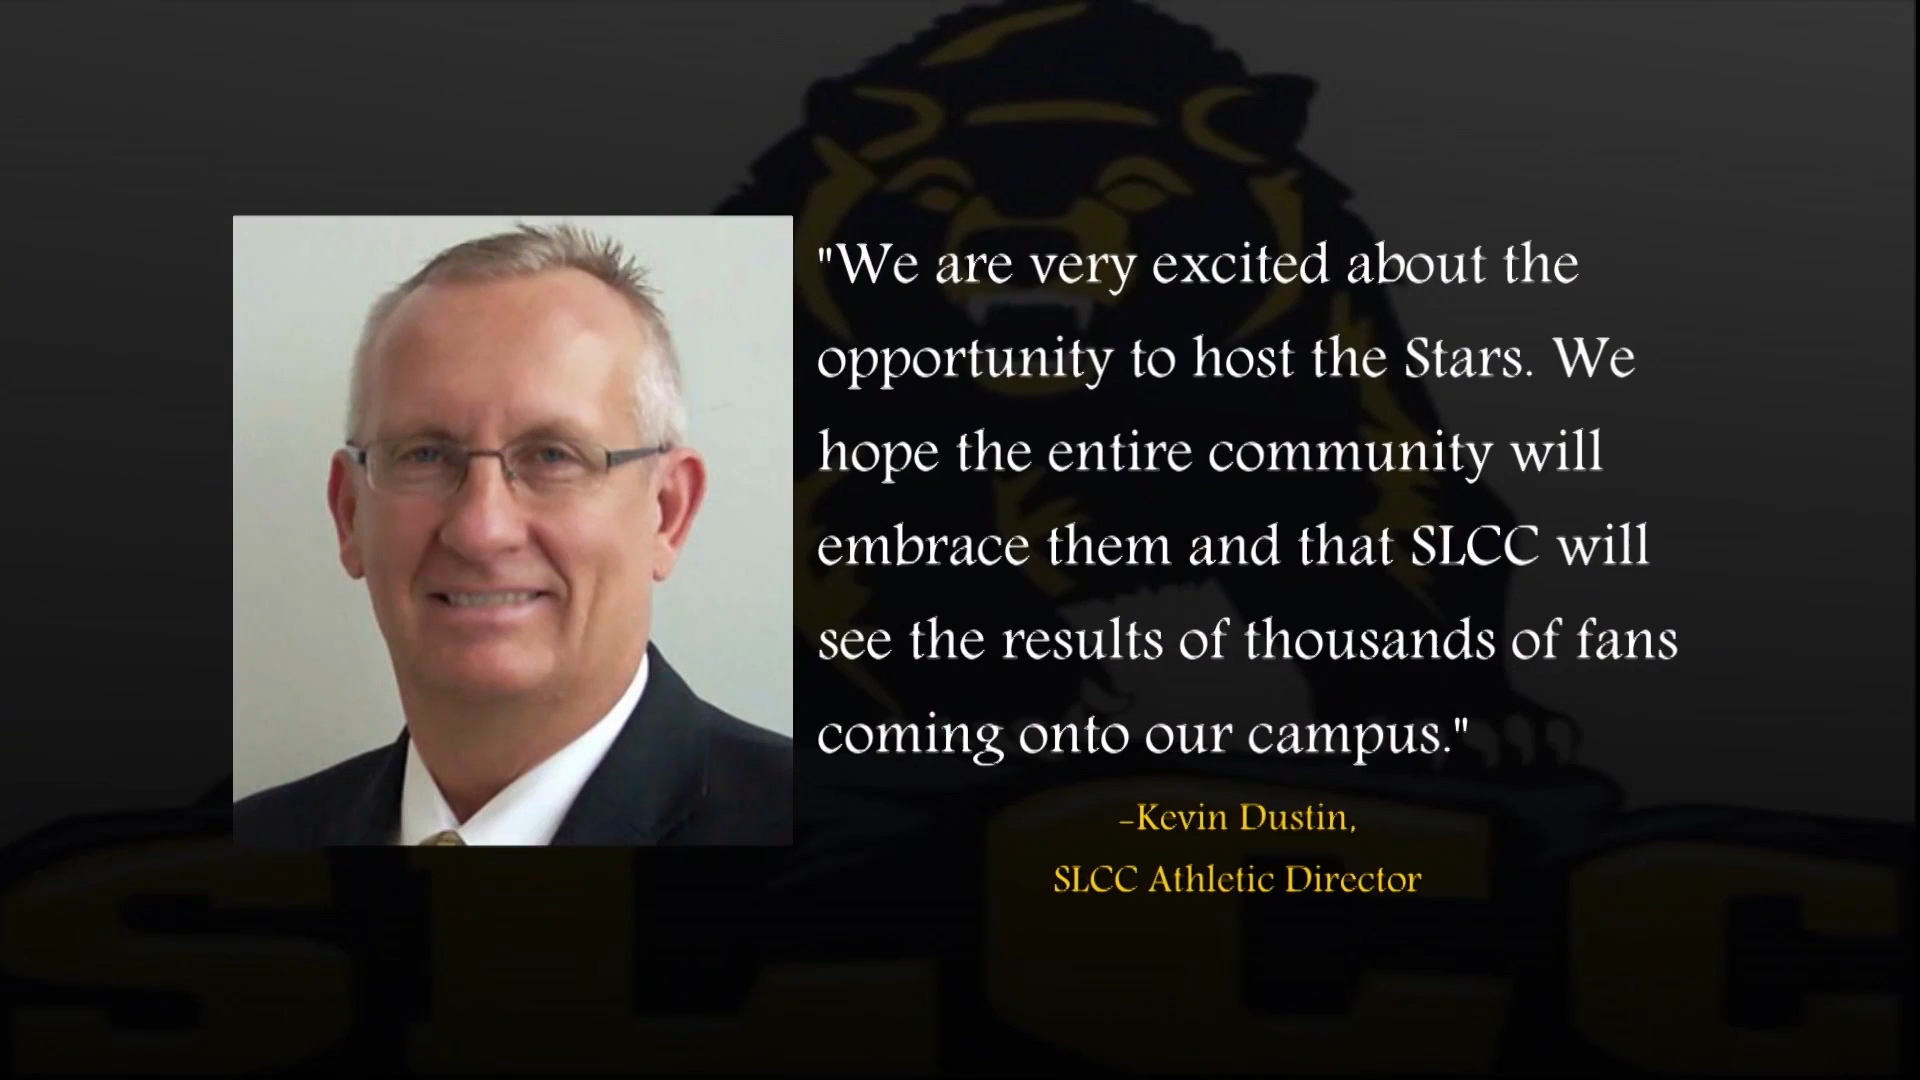 "We are very excited about the
opportunity to host the Stars. We
hope the entire community will
embrace them and that SLCC will
see the results of thousands of fans
coming onto our campus."
-Kevin Dustin,
SLCC Athletic Director
SLCC